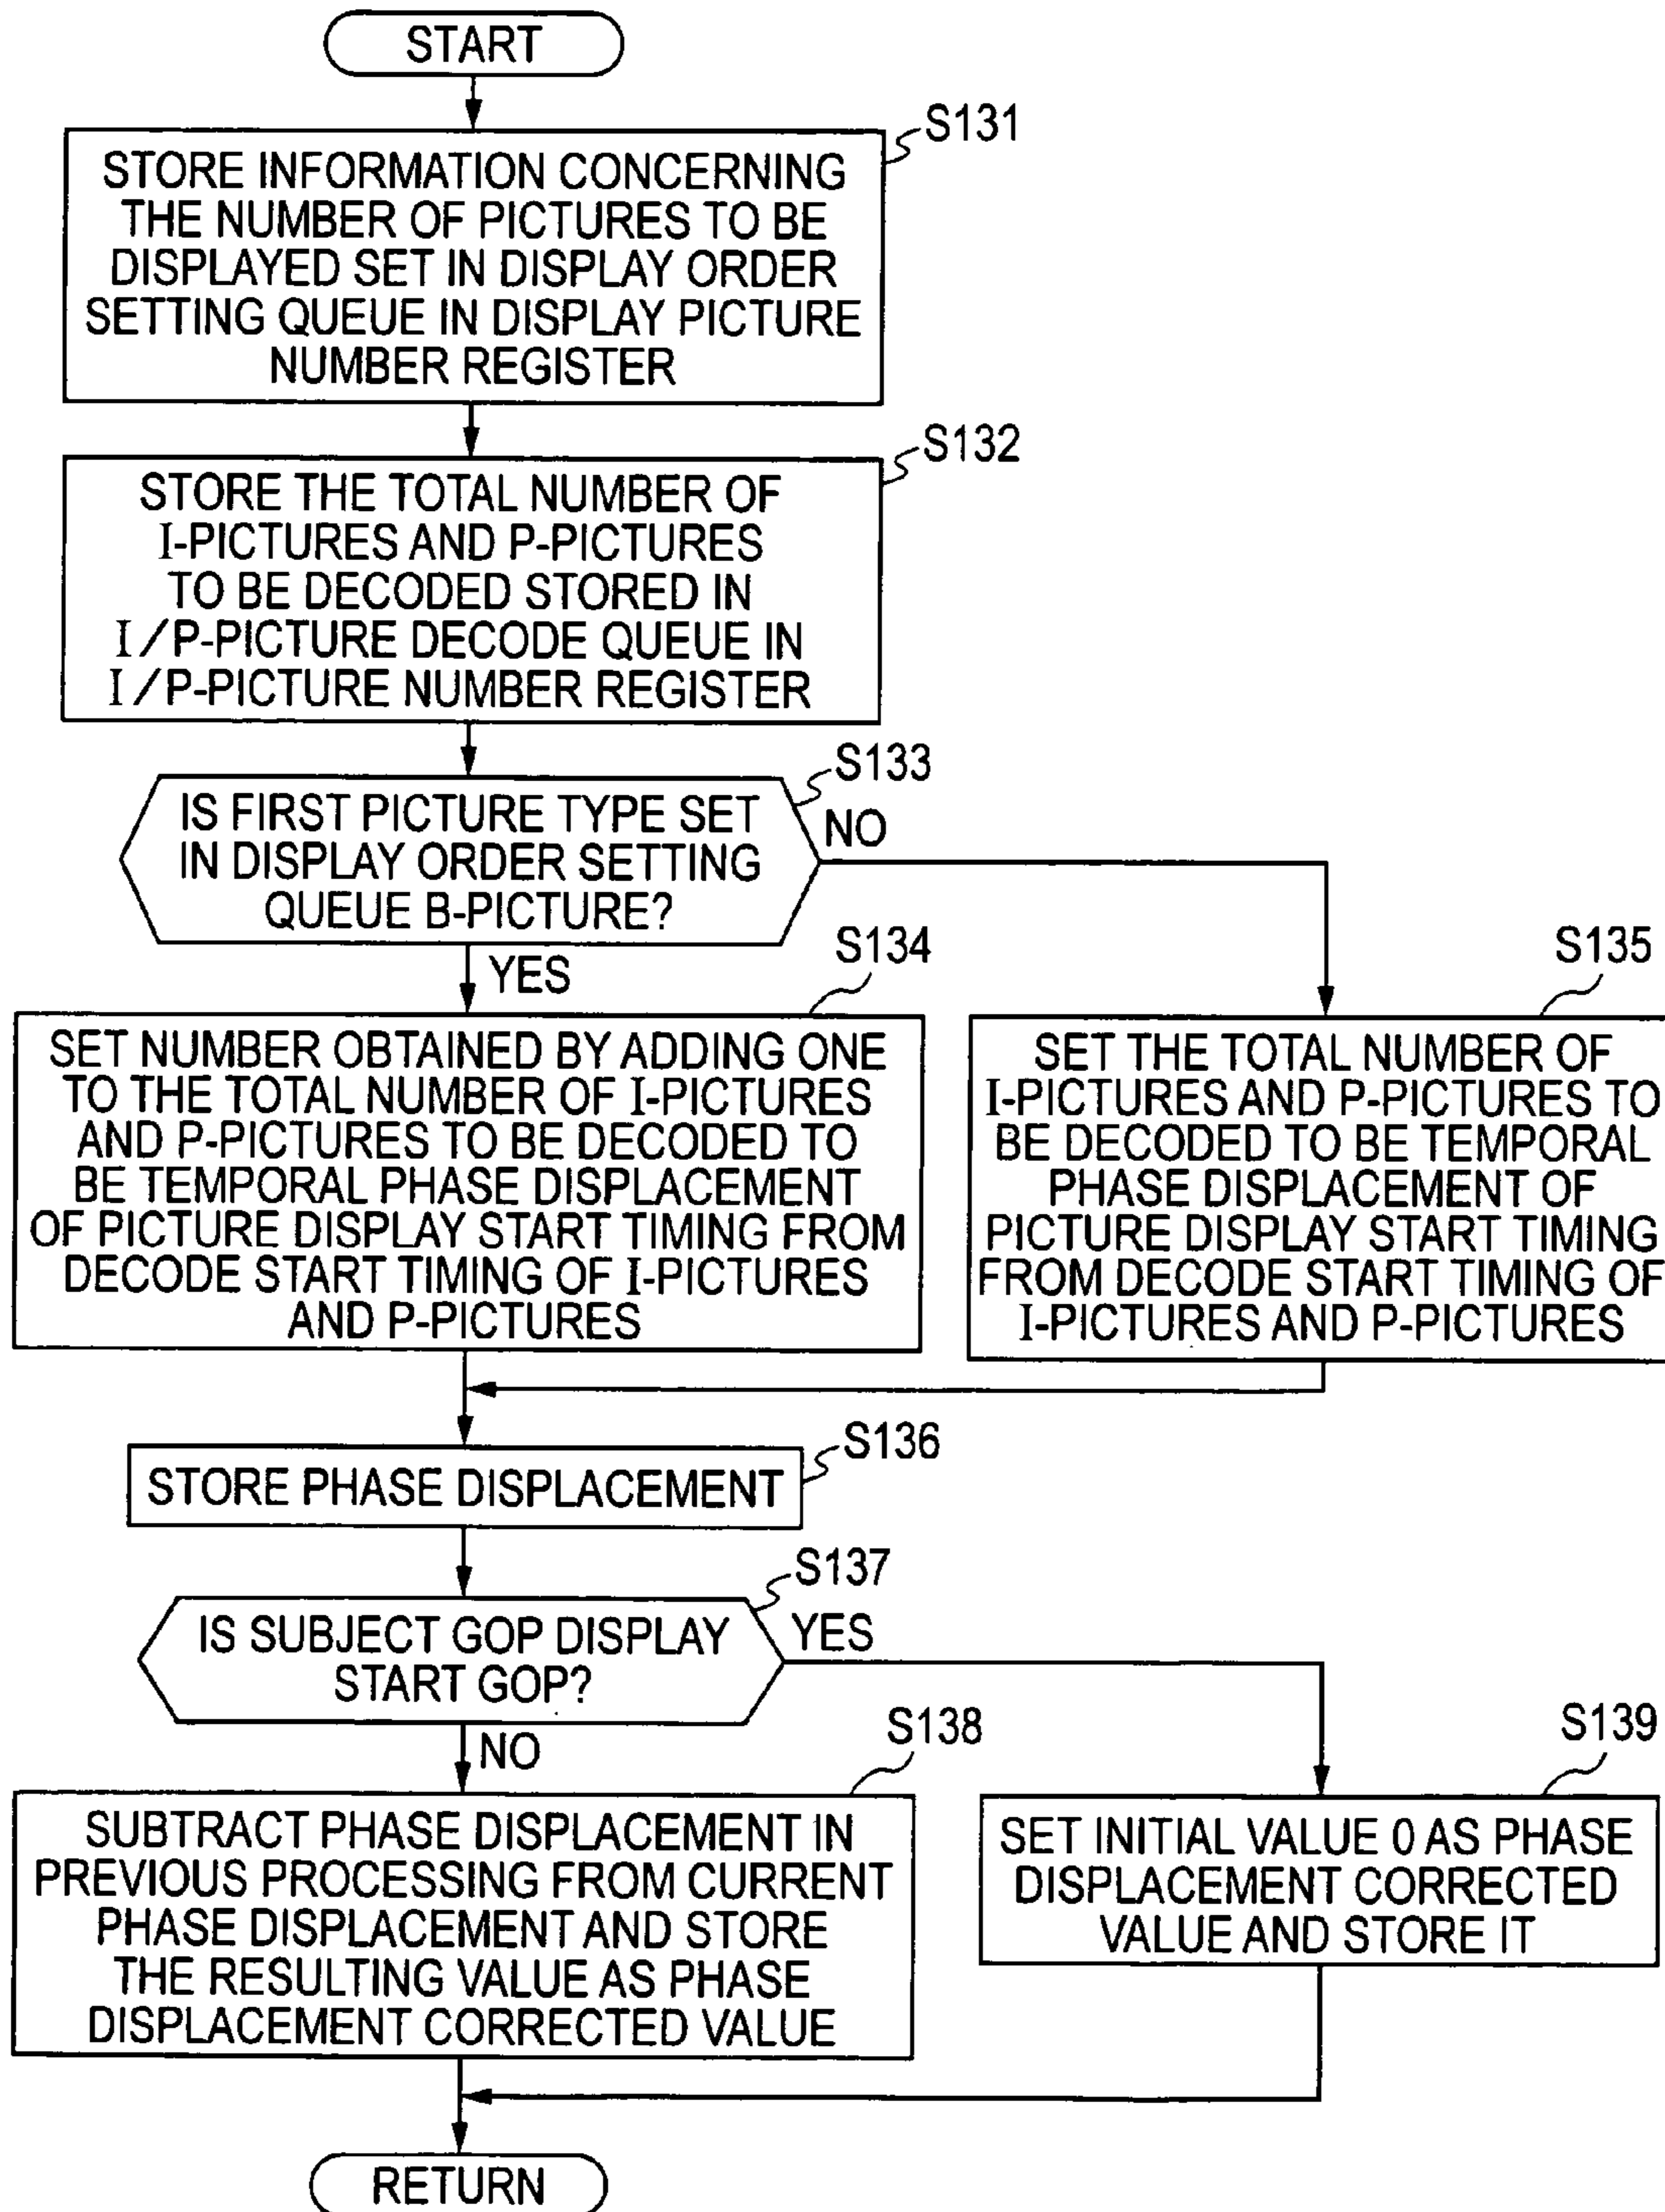 START
S131
STORE INFORMATION CONCERNING
THE NUMBER OF PICTURES TO BE
DISPLAYED SET IN DISPLAY ORDER
SETTING QUEUE IN DISPLAY PICTURE
NUMBER REGISTER
S132
STORE THE TOTAL NUMBER OF
I-PICTURES AND P-PICTURES
TO BE DECODED STORED IN
I/P-PICTURE DECODE QUEUE IN
I/P-PICTURE NUMBER REGISTER
S133
IS FIRST PICTURE TYPE SET
IN DISPLAY ORDER SETTING
QUEUE B-PICTURE?
NO
YES
S134
SET NUMBER OBTAINED BY ADDING ONE
TO THE TOTAL NUMBER OF I-PICTURES
AND P-PICTURES TO BE DECODED TO
BE TEMPORAL PHASE DISPLACEMENT
OF PICTURE DISPLAY START TIMING FROM
DECODE START TIMING OF I-PICTURES
AND P-PICTURES
S135
SET THE TOTAL NUMBER OF
I-PICTURES AND P-PICTURES TO
BE DECODED TO BE TEMPORAL
PHASE DISPLACEMENT OF
PICTURE DISPLAY START TIMING
FROM DECODE START TIMING OF
I-PICTURES AND P-PICTURES
S136
STORE PHASE DISPLACEMENT
S137
IS SUBJECT GOP DISPLAY
START GOP?
YES
NO
S138
SUBTRACT PHASE DISPLACEMENT IN
PREVIOUS PROCESSING FROM CURRENT
PHASE DISPLACEMENT AND STORE
THE RESULTING VALUE AS PHASE
DISPLACEMENT CORRECTED VALUE
S139
SET INITIAL VALUE 0 AS PHASE
DISPLACEMENT CORRECTED
VALUE AND STORE IT
RETURN